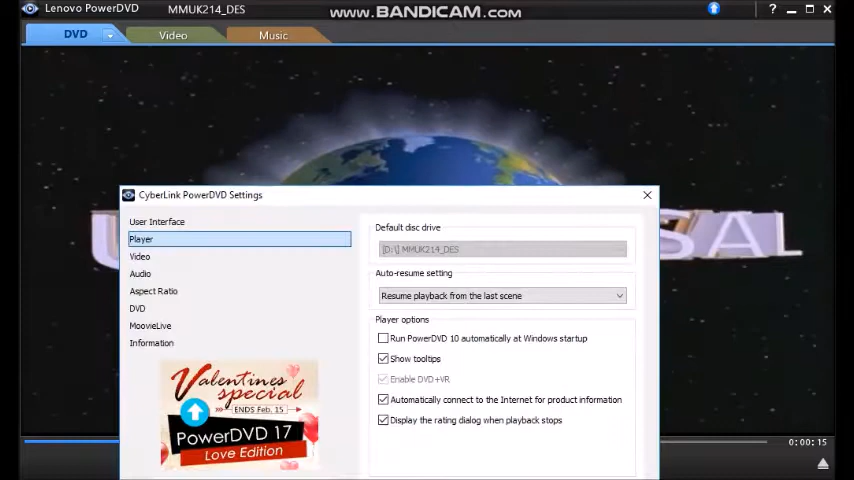 Lenovo PowerDVD
MMUK214_DES
www.BANDICAM.com
?
DVD
Video
Music
CyberLink PowerDVD Settings
User Interface
Player
Video
Audio
Aspect Ratio
DVD
MoovieLive
Information
Default disc drive
[D:\] MMUK214_DES
Auto-resume setting
Resume playback from the last scene
Player options
Run PowerDVD 10 automatically at Windows startup
Show tooltips
Enable DVD+VR
Automatically connect to the Internet for product information
Display the rating dialog when playback stops
Valentines
special
ENDS Feb. 15
PowerDVD 17
Love Edition
U
SAL
0:00:15